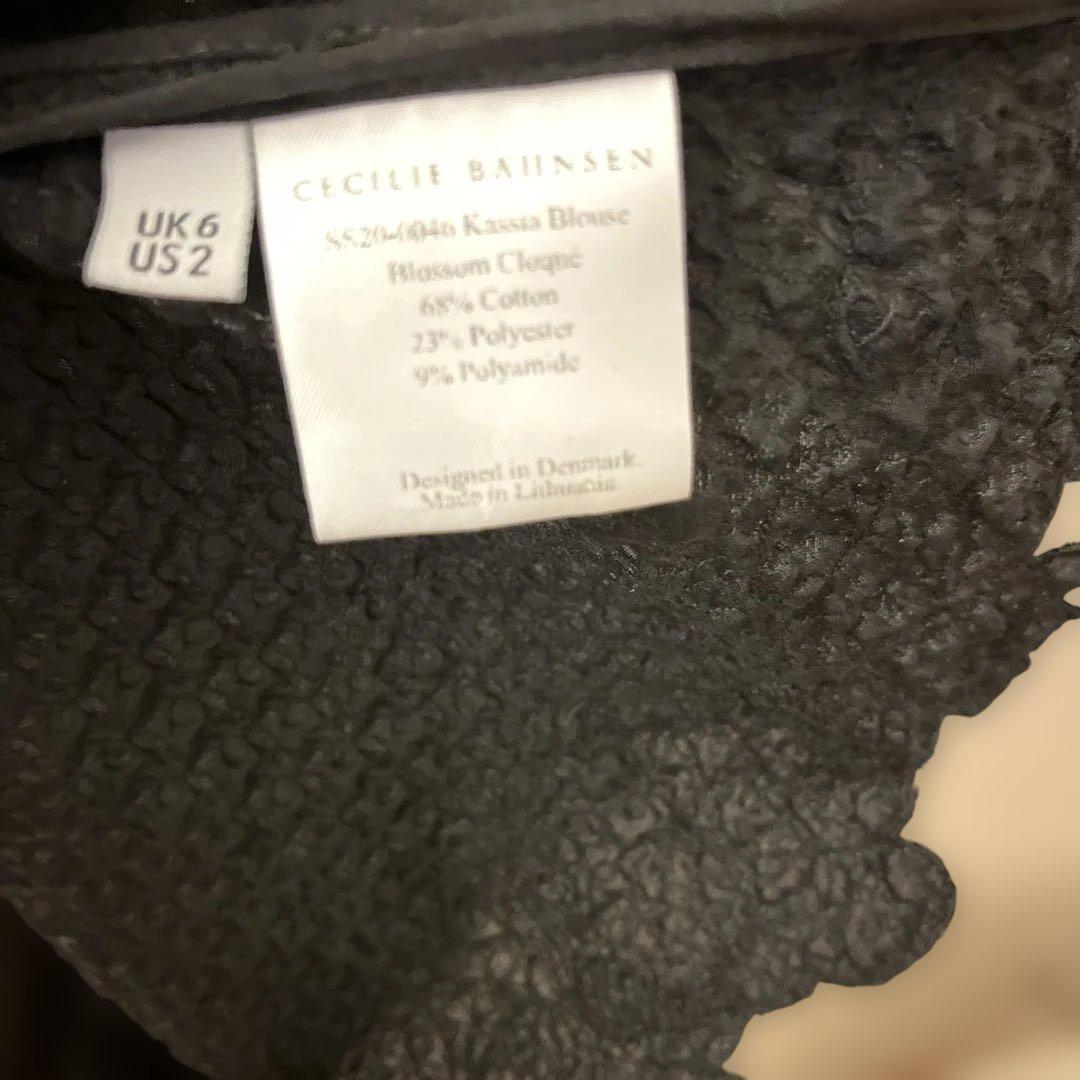 UK 6
US 2
CECILIE BAHNSEN
SS20-0046 Kassia Blouse
Blossom Cloqué
68% Cotton
23% Polyester
9% Polyamide
Designed in Denmark.
Made in Lithuania.